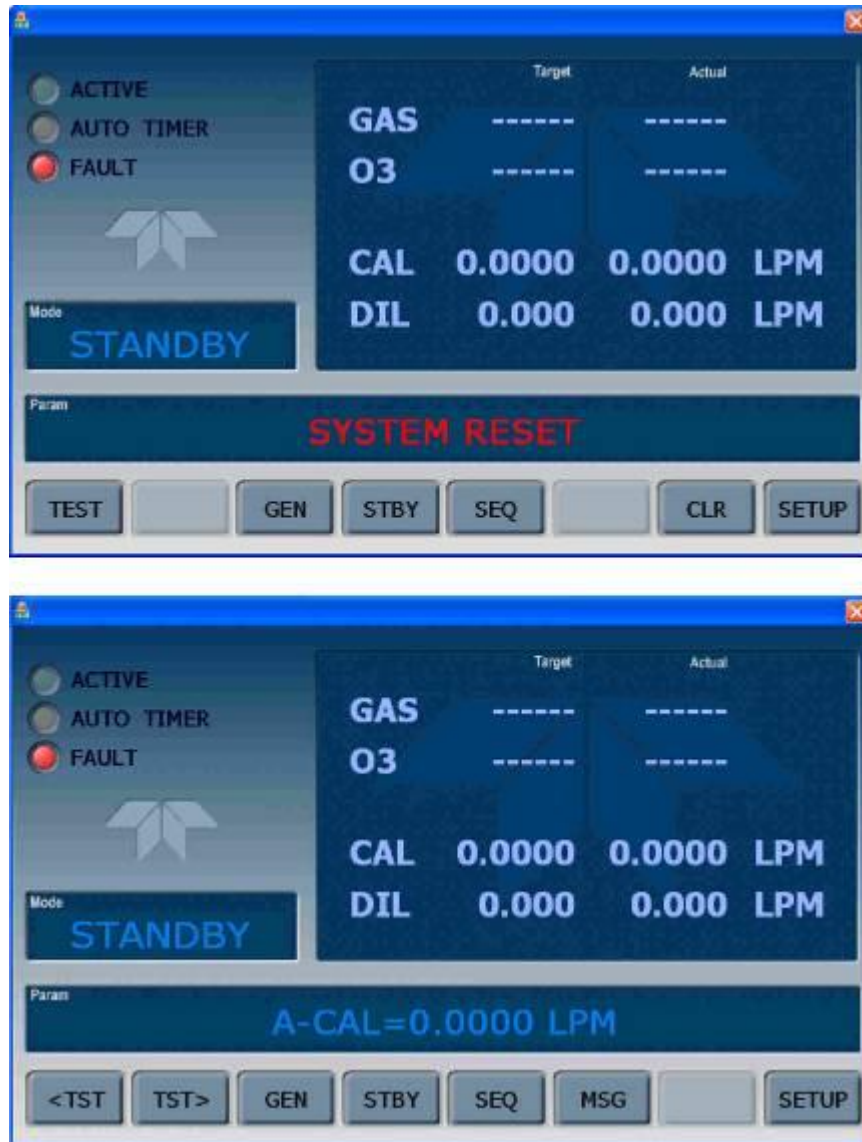 Target Actual
ACTIVE
AUTO TIMER
FAULT
GAS ------ ------
O3 ------ ------
CAL 0.0000 0.0000 LPM
DIL 0.000 0.000 LPM
Mode
STANDBY
Param
SYSTEM RESET
TEST GEN STBY SEQ CLR SETUP
Target Actual
ACTIVE
AUTO TIMER
FAULT
GAS ------ ------
O3 ------ ------
CAL 0.0000 0.0000 LPM
DIL 0.000 0.000 LPM
Mode
STANDBY
Param
A-CAL=0.0000 LPM
<TST TST> GEN STBY SEQ MSG SETUP